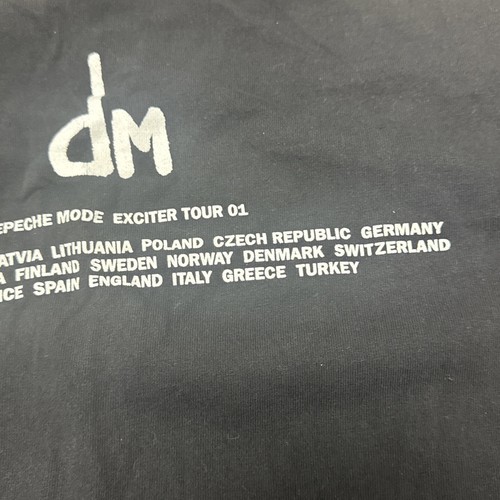 dM
EPECHE MODE EXCITER TOUR 01
ATVIA LITHUANIA POLAND CZECH REPUBLIC GERMANY
A FINLAND SWEDEN NORWAY DENMARK SWITZERLAND
NCE SPAIN ENGLAND ITALY GREECE TURKEY